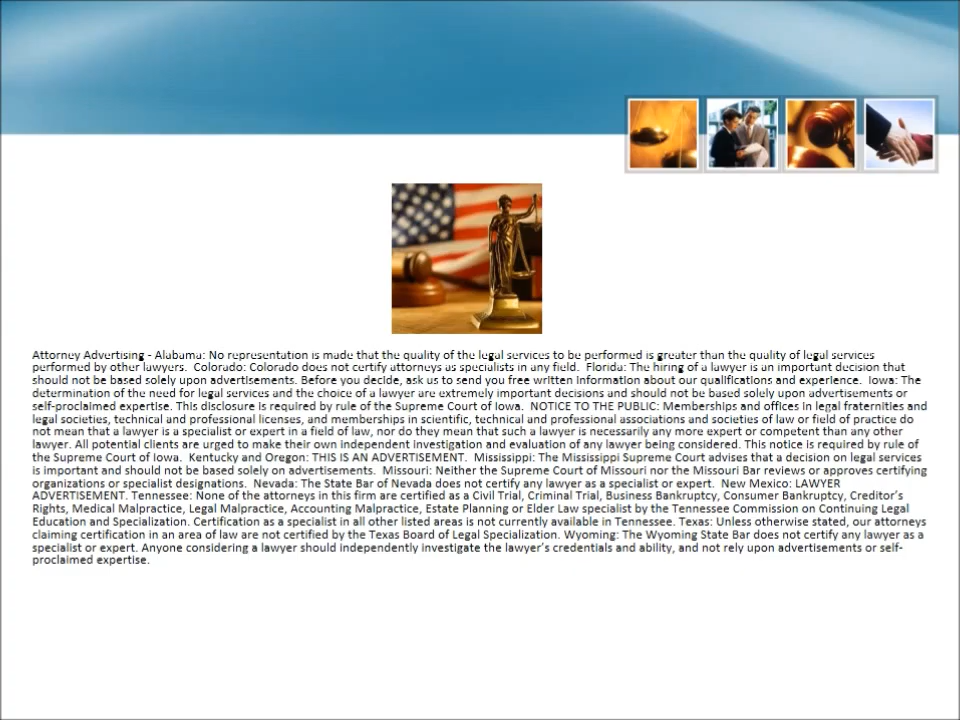 Attorney Advertising - Alabama: No representation is made that the quality of the legal services to be performed is greater than the quality of legal services
performed by other lawyers.  Colorado: Colorado does not certify attorneys as specialists in any field.  Florida: The hiring of a lawyer is an important decision that
should not be based solely upon advertisements. Before you decide, ask us to send you free written information about our qualifications and experience.  Iowa: The
determination of the need for legal services and the choice of a lawyer are extremely important decisions and should not be based solely upon advertisements or
self-proclaimed expertise. This disclosure is required by rule of the Supreme Court of Iowa.  NOTICE TO THE PUBLIC: Memberships and offices in legal fraternities and
legal societies, technical and professional licenses, and memberships in scientific, technical and professional associations and societies of law or field of practice do
not mean that a lawyer is a specialist or expert in a field of law, nor do they mean that such a lawyer is necessarily any more expert or competent than any other
lawyer. All potential clients are urged to make their own independent investigation and evaluation of any lawyer being considered. This notice is required by rule of
the Supreme Court of Iowa.  Kentucky and Oregon: THIS IS AN ADVERTISEMENT.  Mississippi: The Mississippi Supreme Court advises that a decision on legal services
is important and should not be based solely on advertisements.  Missouri: Neither the Supreme Court of Missouri nor the Missouri Bar reviews or approves certifying
organizations or specialist designations.  Nevada: The State Bar of Nevada does not certify any lawyer as a specialist or expert.  New Mexico: LAWYER
ADVERTISEMENT. Tennessee: None of the attorneys in this firm are certified as a Civil Trial, Criminal Trial, Business Bankruptcy, Consumer Bankruptcy, Creditor's
Rights, Medical Malpractice, Legal Malpractice, Accounting Malpractice, Estate Planning or Elder Law specialist by the Tennessee Commission on Continuing Legal
Education and Specialization. Certification as a specialist in all other listed areas is not currently available in Tennessee. Texas: Unless otherwise stated, our attorneys
claiming certification in an area of law are not certified by the Texas Board of Legal Specialization. Wyoming: The Wyoming State Bar does not certify any lawyer as a
specialist or expert. Anyone considering a lawyer should independently investigate the lawyer's credentials and ability, and not rely upon advertisements or self-
proclaimed expertise.